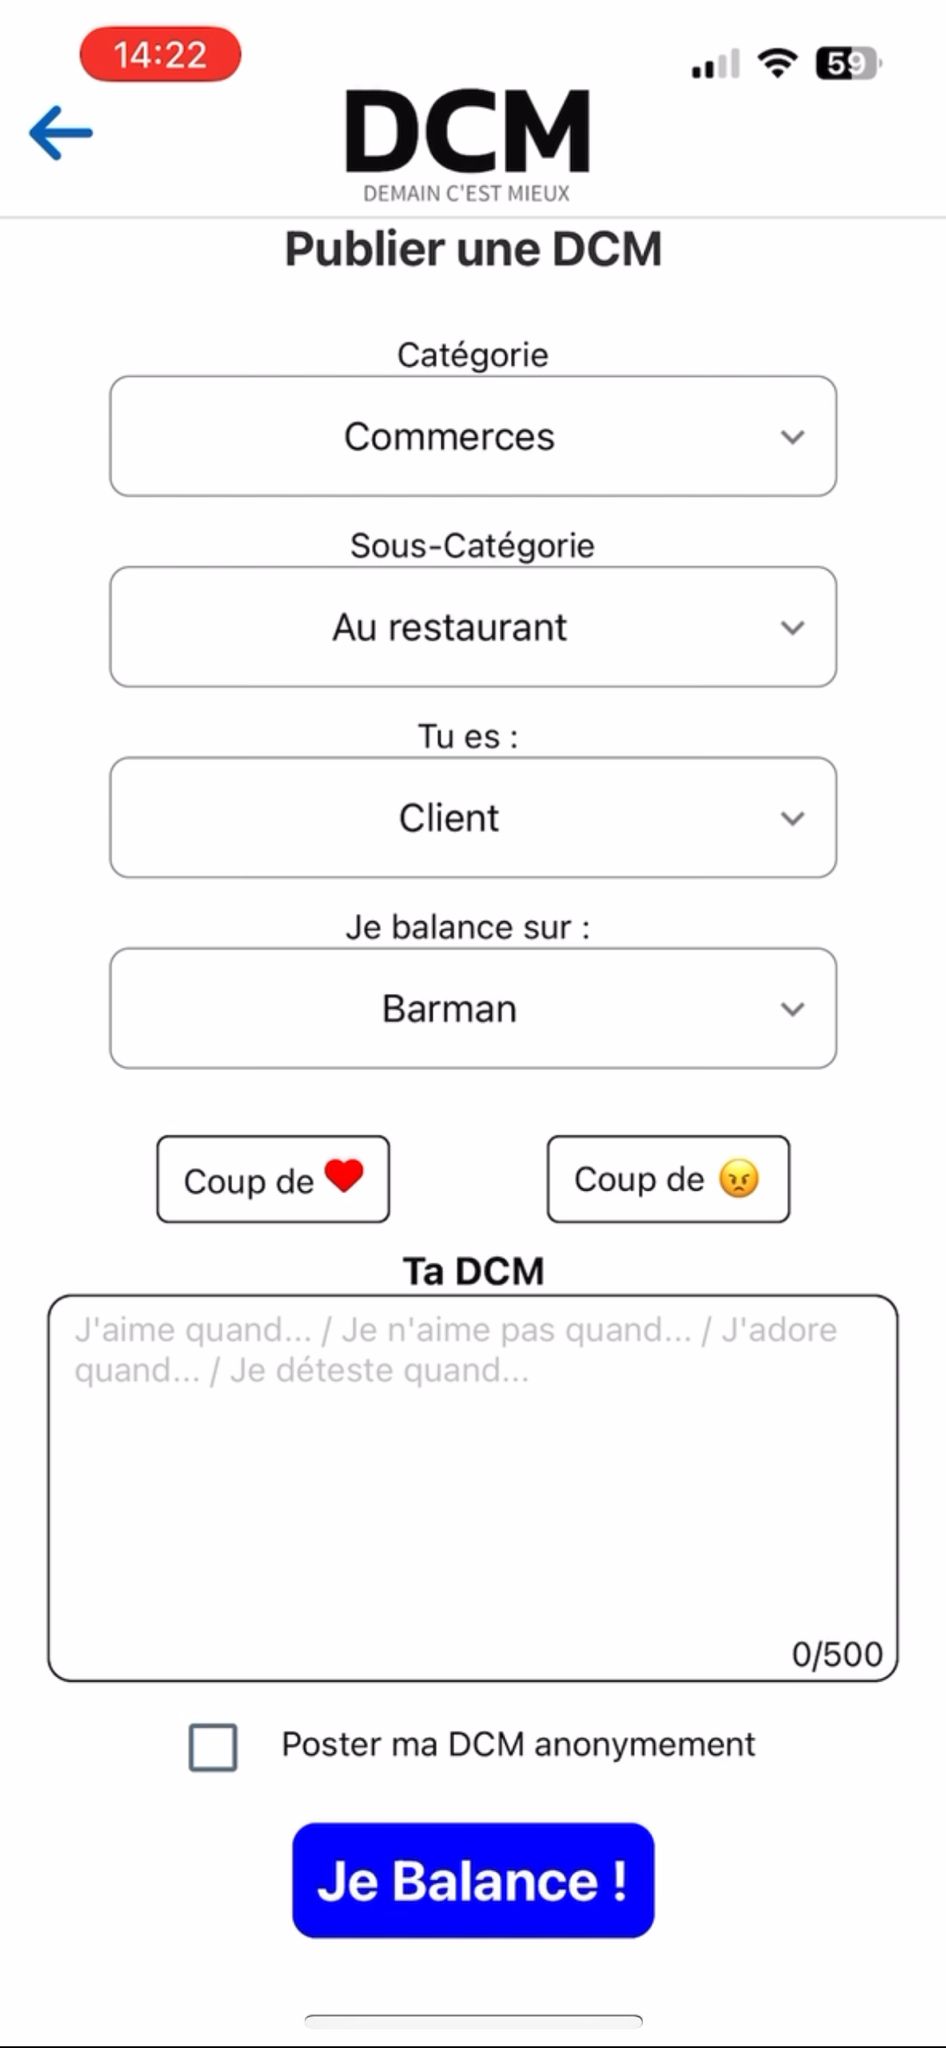 14:22
59
DCM
DEMAIN C'EST MIEUX
Publier une DCM
Catégorie
Commerces
Sous-Catégorie
Au restaurant
Tu es :
Client
Je balance sur :
Barman
Coup de ❤️
Coup de 😠
Ta DCM
J'aime quand... / Je n'aime pas quand... / J'adore
quand... / Je déteste quand...
0/500
Poster ma DCM anonymement
Je Balance !